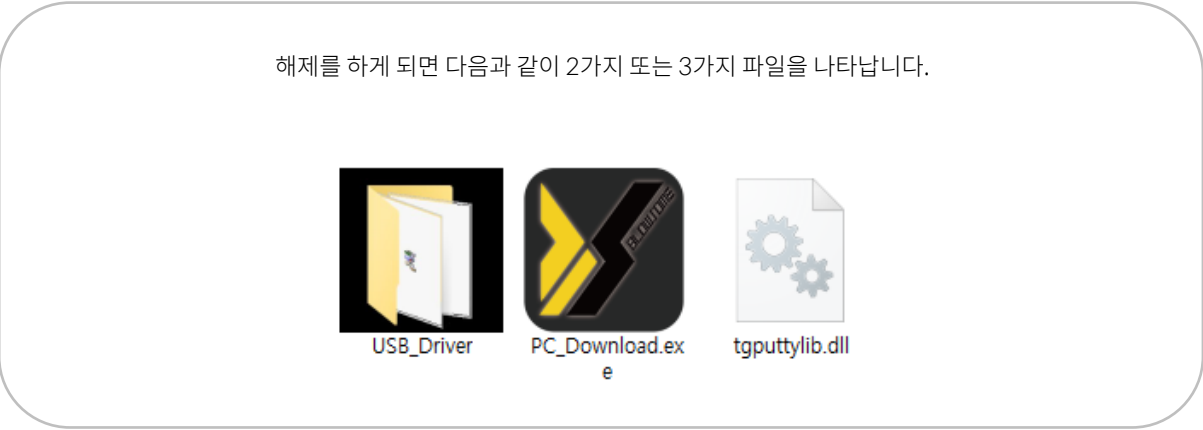 해제를 하게 되면 다음과 같이 2가지 또는 3가지 파일을 나타납니다.
USB_Driver
PC_Download.ex
e
tgputtylib.dll